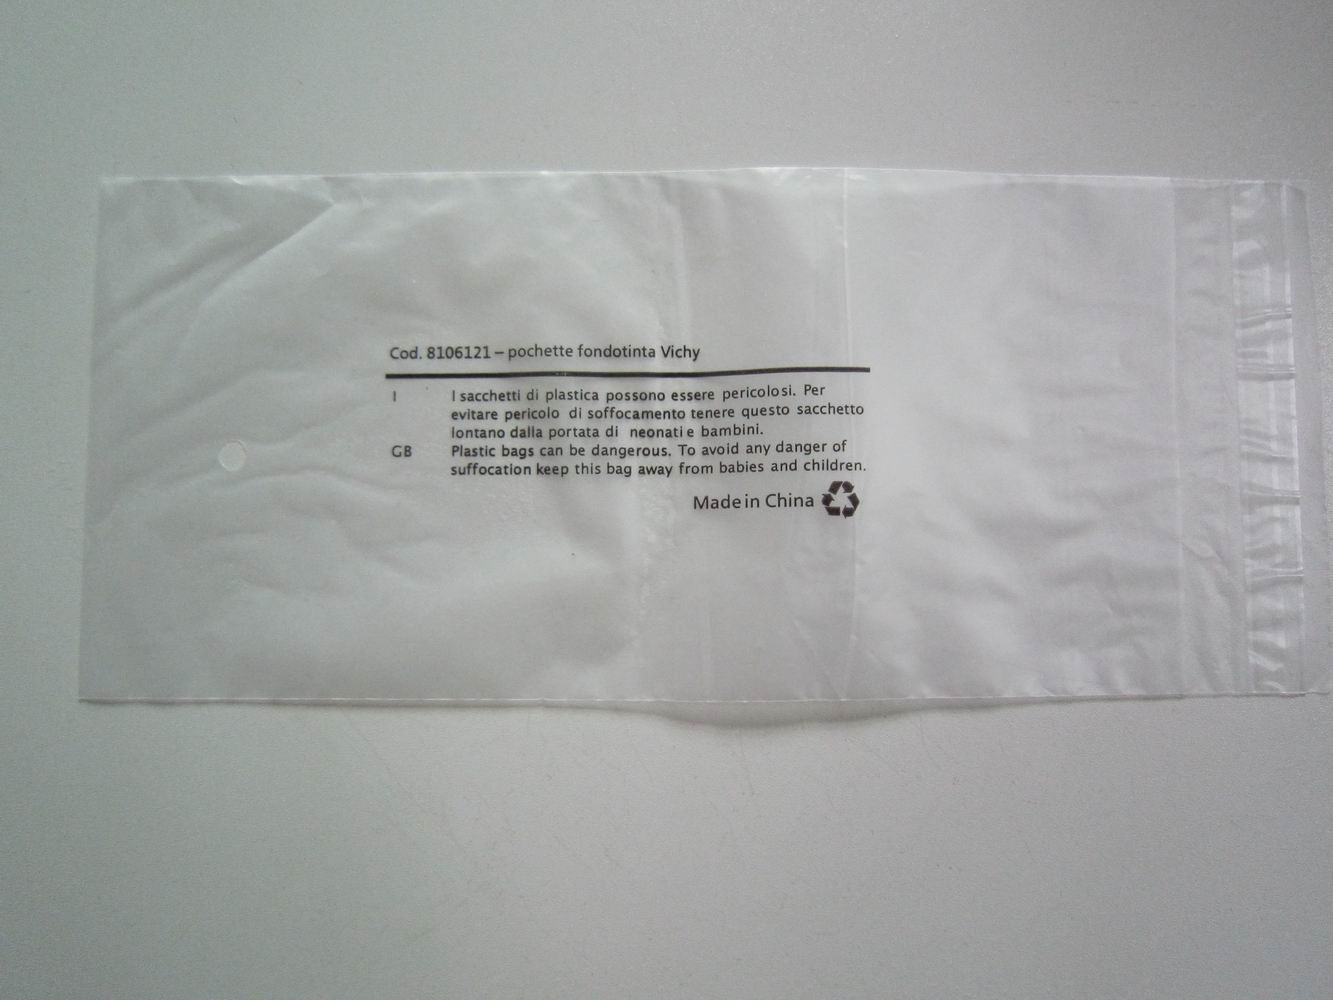 Cod. 8106121 – pochette fondotinta Vichy
I I sacchetti di plastica possono essere pericolosi. Per
evitare pericolo di soffocamento tenere questo sacchetto
lontano dalla portata di neonati e bambini.
GB Plastic bags can be dangerous. To avoid any danger of
suffocation keep this bag away from babies and children.
Made in China